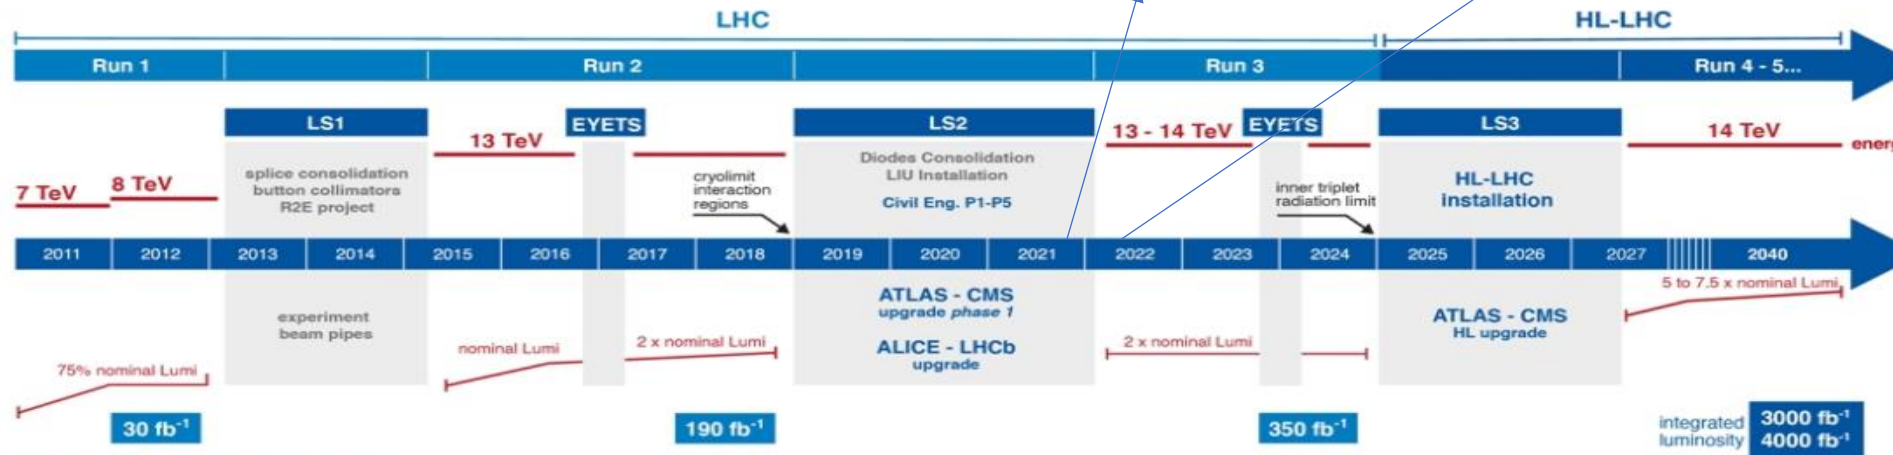 LHC
HL-LHC
Run 1
Run 2
Run 3
Run 4 - 5...
LS1
EYETS
LS2
EYETS
LS3
13 TeV
13 - 14 TeV
14 TeV
7 TeV
8 TeV
splice consolidation
button collimators
R2E project
cryolimit
interaction
regions
Diodes Consolidation
LIU Installation
Civil Eng. P1-P5
inner triplet
radiation limit
HL-LHC
installation
2011
2012
2013
2014
2015
2016
2017
2018
2019
2020
2021
2022
2023
2024
2025
2026
2027
2040
experiment
beam pipes
ATLAS - CMS
upgrade phase 1
ALICE - LHCb
upgrade
ATLAS - CMS
HL upgrade
75% nominal Lumi
nominal Lumi
2 x nominal Lumi
2 x nominal Lumi
5 to 7.5 x nominal Lumi
30 fb⁻¹
190 fb⁻¹
350 fb⁻¹
integrated
luminosity
3000 fb⁻¹
4000 fb⁻¹